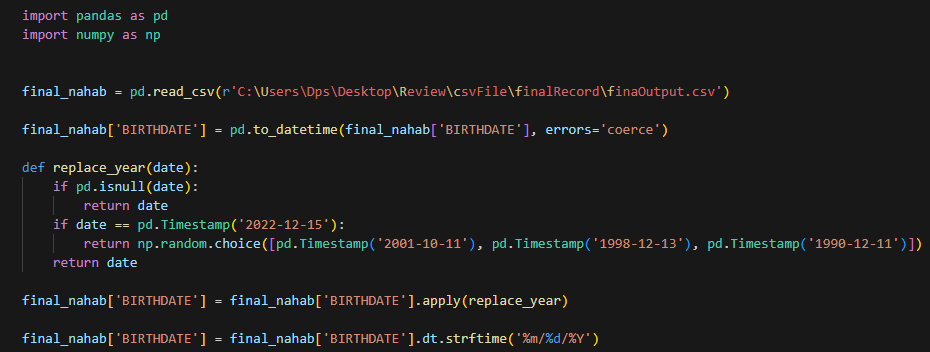 import pandas as pd
import numpy as np
final_nahab = pd.read_csv(r'C:\Users\Dps\Desktop\Review\csvFile\finalRecord\finaOutput.csv')
final_nahab['BIRTHDATE'] = pd.to_datetime(final_nahab['BIRTHDATE'], errors='coerce')
def replace_year(date):
    if pd.isnull(date):
        return date
    if date == pd.Timestamp('2022-12-15'):
        return np.random.choice([pd.Timestamp('2001-10-11'), pd.Timestamp('1998-12-13'), pd.Timestamp('1990-12-11')])
    return date
final_nahab['BIRTHDATE'] = final_nahab['BIRTHDATE'].apply(replace_year)
final_nahab['BIRTHDATE'] = final_nahab['BIRTHDATE'].dt.strftime('%m/%d/%Y')